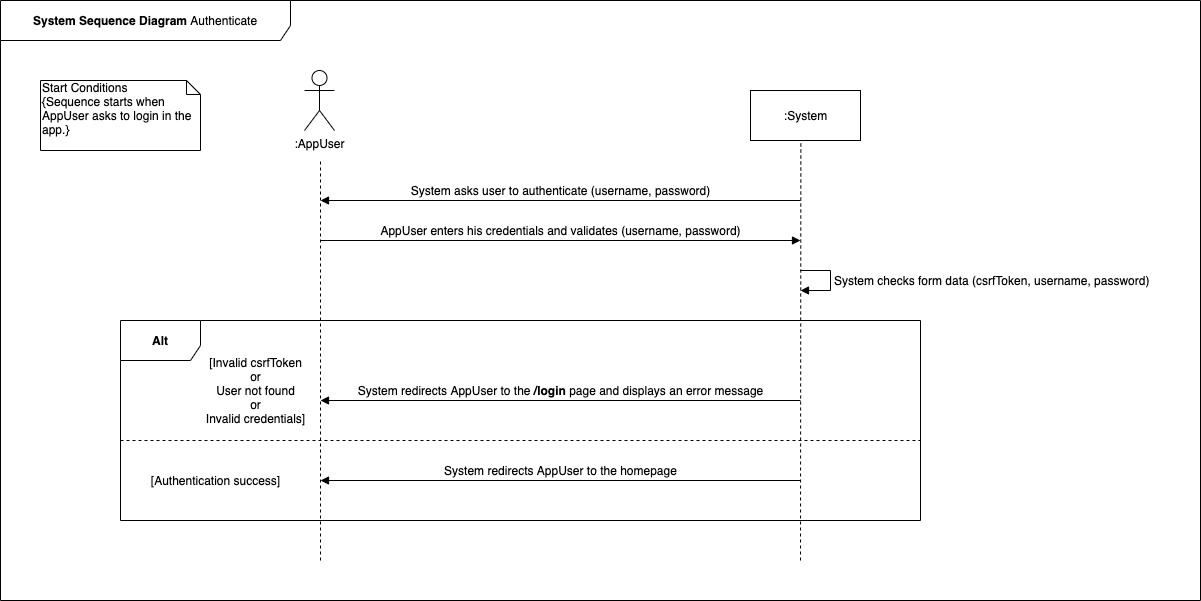 System Sequence Diagram Authenticate
Start Conditions
{Sequence starts when
AppUser asks to login in the
app.}
:AppUser
:System
System asks user to authenticate (username, password)
AppUser enters his credentials and validates (username, password)
System checks form data (csrfToken, username, password)
Alt
[Invalid csrfToken
or
User not found
or
Invalid credentials]
System redirects AppUser to the /login page and displays an error message
[Authentication success]
System redirects AppUser to the homepage